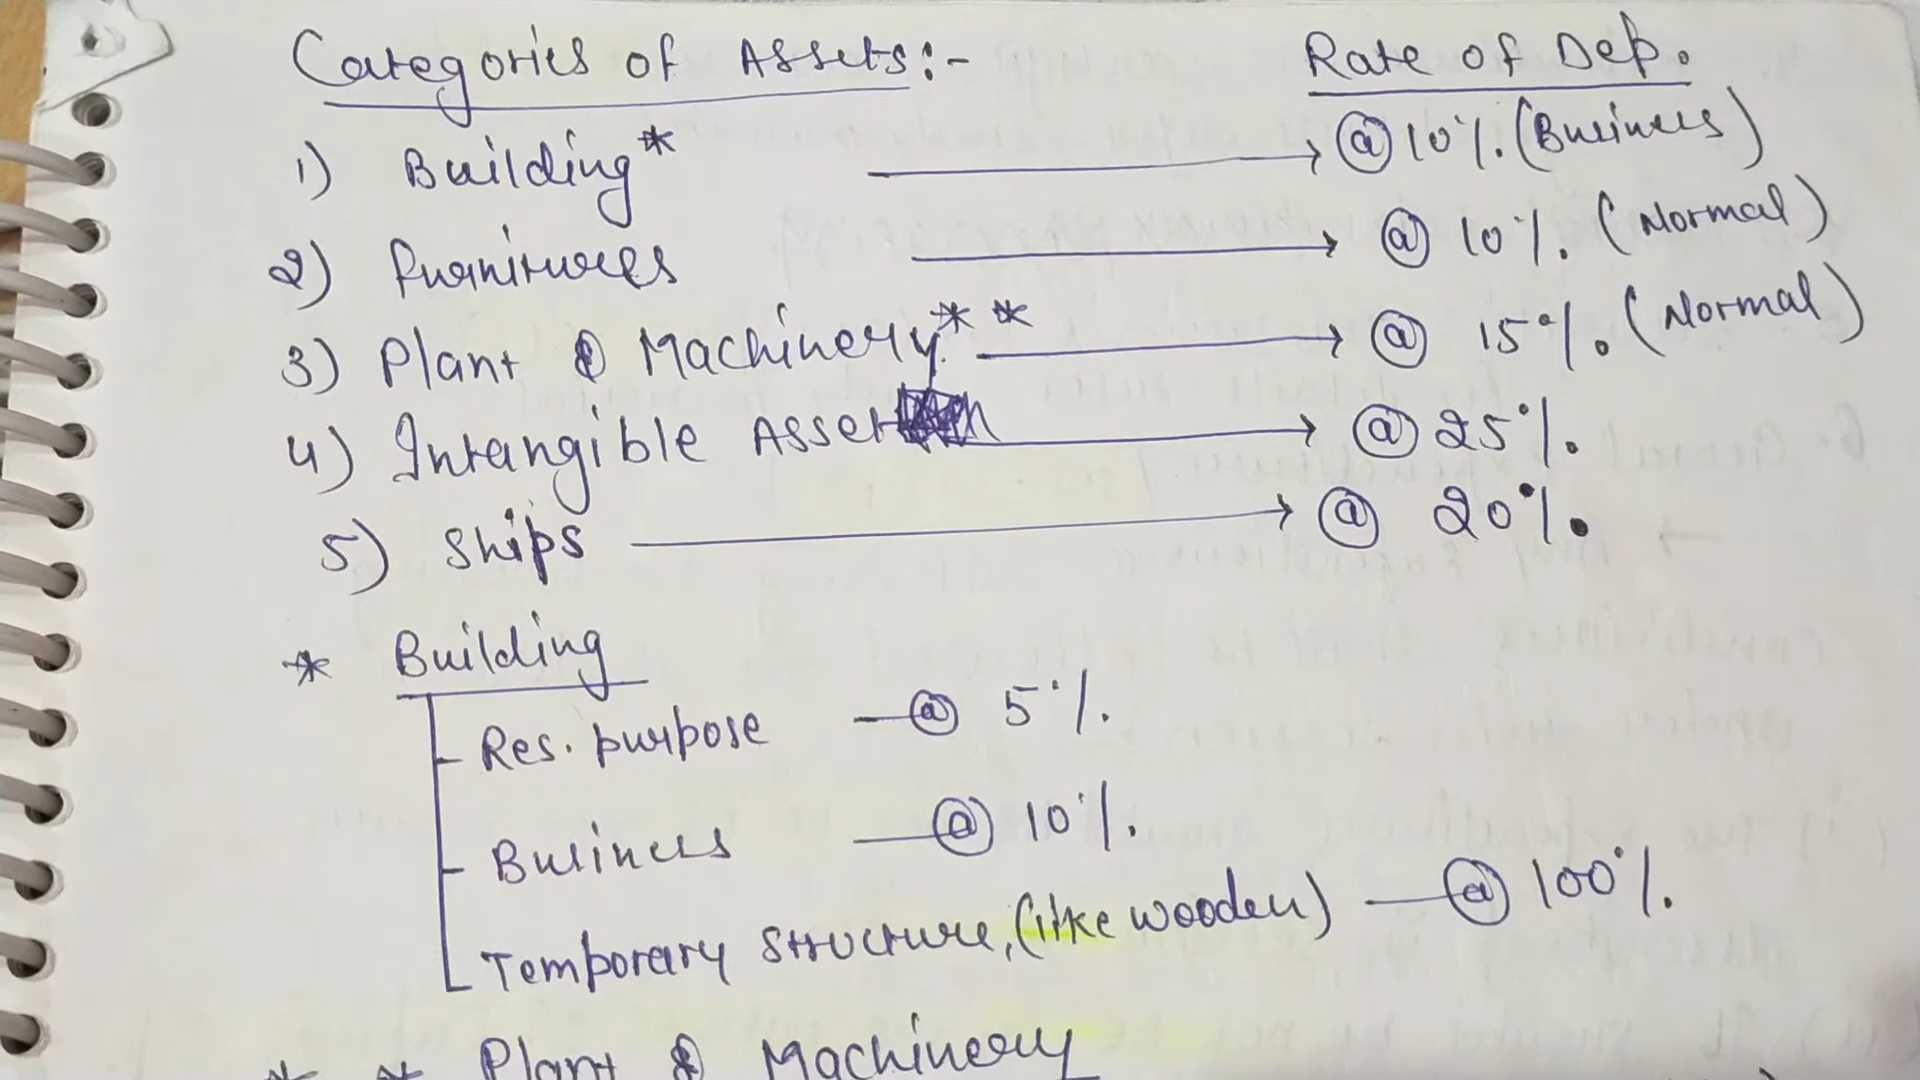 Categories of Assets:- Rate of Dep.
1) Building* → @ 10%. (Business)
2) Furnitures → @ 10%. (Normal)
3) Plant & Machinery** → @ 15%. (Normal)
4) Intangible Asset → @ 25%.
5) Ships → @ 20%.
* Building
Res. purpose — @ 5%.
Business — @ 10%.
Temporary structure, (like wooden) — @ 100%.
** Plant & Machinery